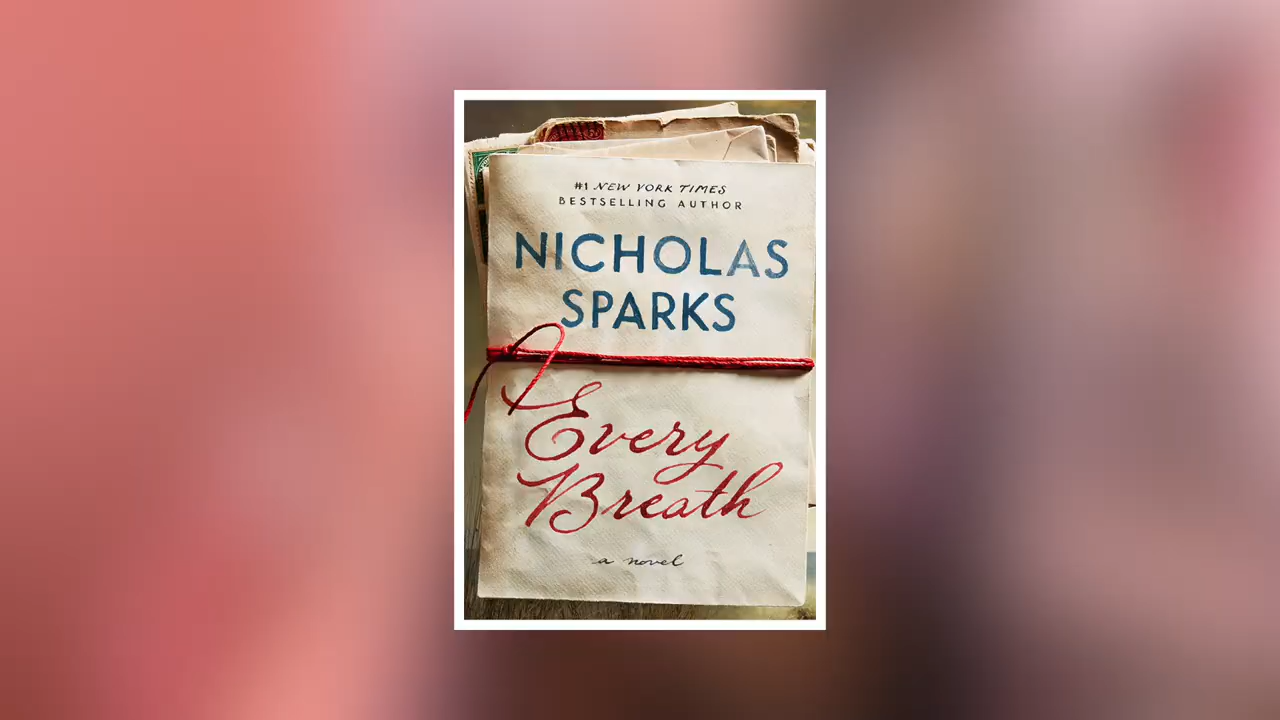 #1 NEW YORK TIMES
BESTSELLING AUTHOR
NICHOLAS
SPARKS
Every
Breath
a novel